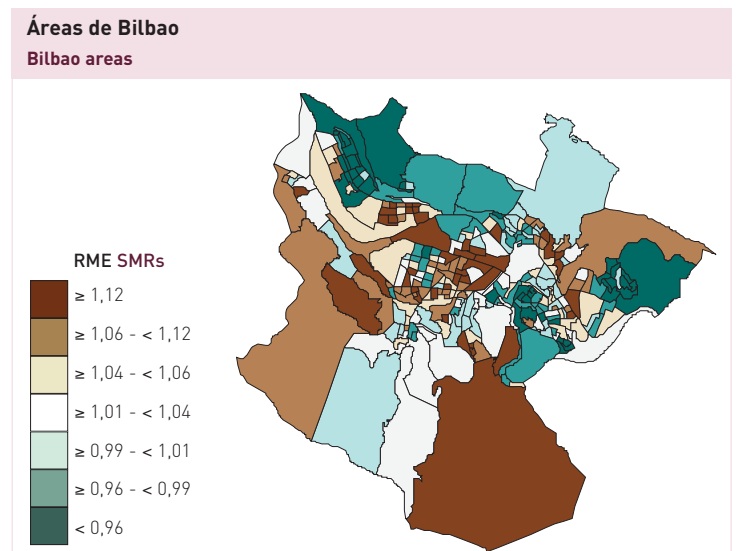 Áreas de Bilbao
Bilbao areas
RME SMRs
≥ 1,12
≥ 1,06 - < 1,12
≥ 1,04 - < 1,06
≥ 1,01 - < 1,04
≥ 0,99 - < 1,01
≥ 0,96 - < 0,99
< 0,96